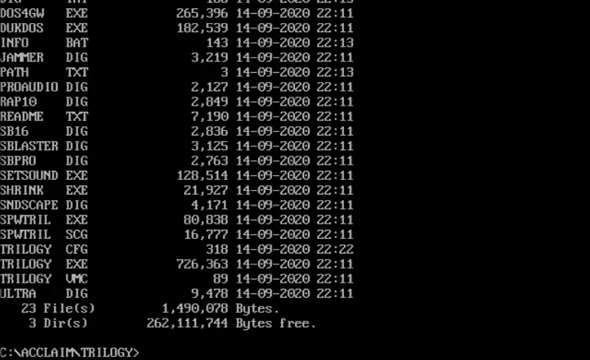 DOS4GW EXE 265,396 14-09-2020 22:11
DUKDOS EXE 182,539 14-09-2020 22:11
INFO BAT 143 14-09-2020 22:13
JAMMER DIG 3,219 14-09-2020 22:11
PATH TXT 3 14-09-2020 22:13
PROAUDIO DIG 2,127 14-09-2020 22:11
RAP10 DIG 2,849 14-09-2020 22:11
README TXT 7,190 14-09-2020 22:11
SB16 DIG 2,836 14-09-2020 22:11
SBLASTER DIG 3,125 14-09-2020 22:11
SBPRO DIG 2,763 14-09-2020 22:11
SETSOUND EXE 128,514 14-09-2020 22:11
SHRINK EXE 21,927 14-09-2020 22:11
SNDSCAPE DIG 4,171 14-09-2020 22:11
SPWTRIL EXE 80,838 14-09-2020 22:11
SPWTRIL SCG 16,777 14-09-2020 22:11
TRILOGY CFG 318 14-09-2020 22:22
TRILOGY EXE 726,363 14-09-2020 22:11
TRILOGY VMC 89 14-09-2020 22:11
ULTRA DIG 9,478 14-09-2020 22:11
23 File(s) 1,490,078 Bytes.
3 Dir(s) 262,111,744 Bytes free.
C:\ACCLAIM\TRILOGY>